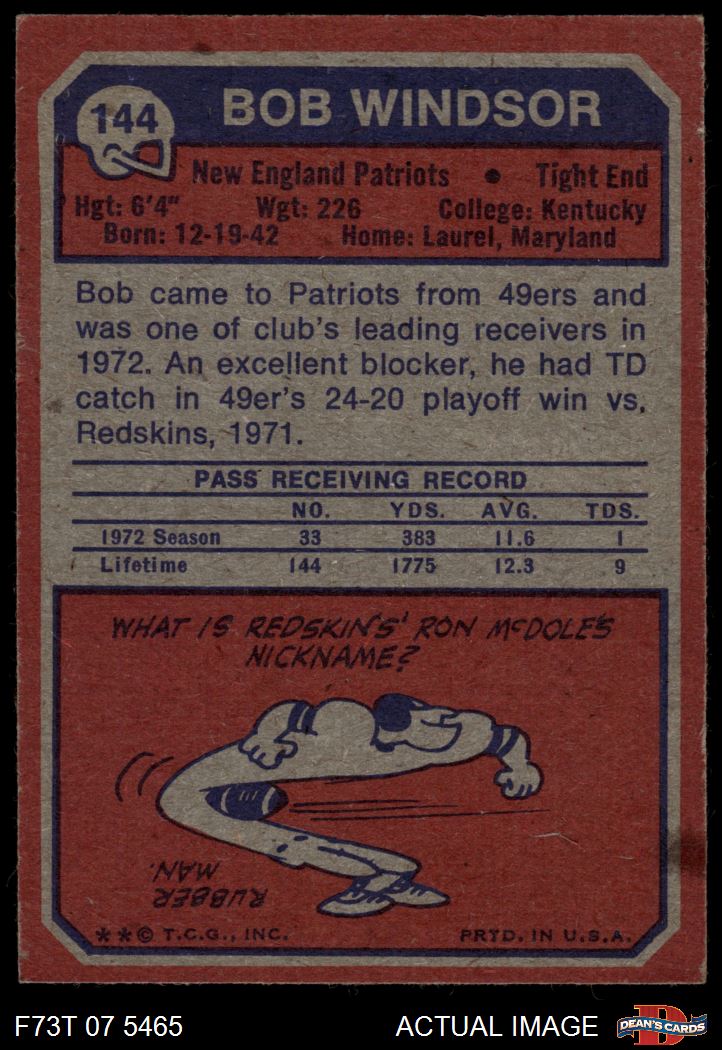 144
BOB WINDSOR
New England Patriots • Tight End
Hgt: 6'4" Wgt: 226 College: Kentucky
Born: 12-19-42 Home: Laurel, Maryland
Bob came to Patriots from 49ers and
was one of club's leading receivers in
1972. An excellent blocker, he had TD
catch in 49er's 24-20 playoff win vs.
Redskins, 1971.
PASS RECEIVING RECORD
NO. YDS. AVG. TDS.
1972 Season 33 383 11.6 1
Lifetime 144 1775 12.3 9
WHAT IS REDSKIN'S' RON McDOLE'S
NICKNAME?
RUBBER
MAN.
**© T.C.G., INC. PRTD. IN U.S.A.
F73T 07 5465 ACTUAL IMAGE
D
DEAN'S CARDS